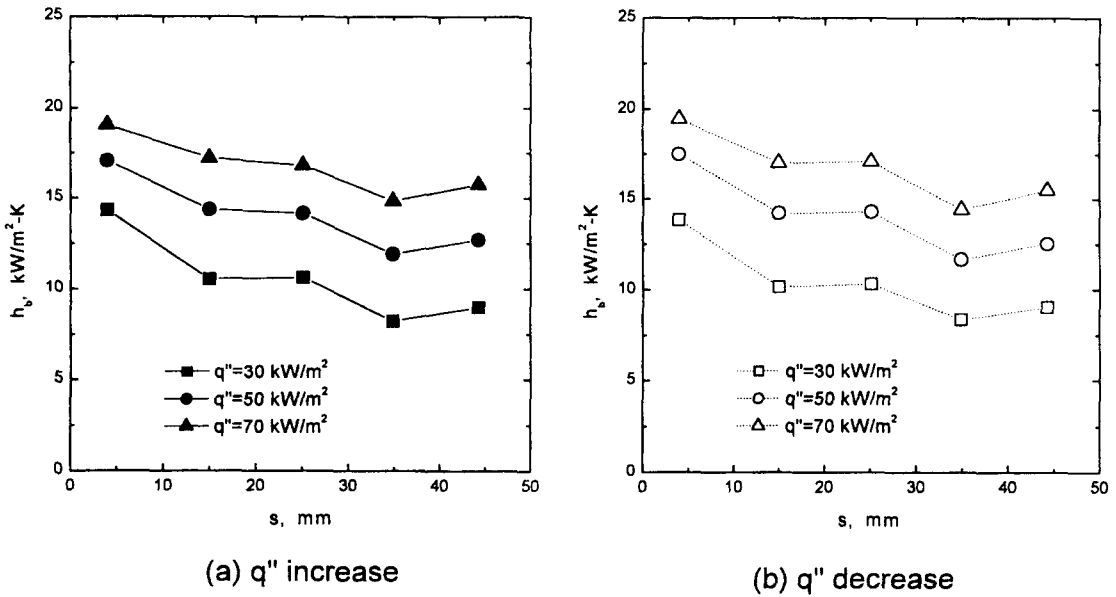 25
20
15
10
5
0
h_b, kW/m²-K
q"=30 kW/m²
q"=50 kW/m²
q"=70 kW/m²
0 10 20 30 40 50
s, mm
(a) q" increase
25
20
15
10
5
0
h_b, kW/m²-K
q"=30 kW/m²
q"=50 kW/m²
q"=70 kW/m²
0 10 20 30 40 50
s, mm
(b) q" decrease